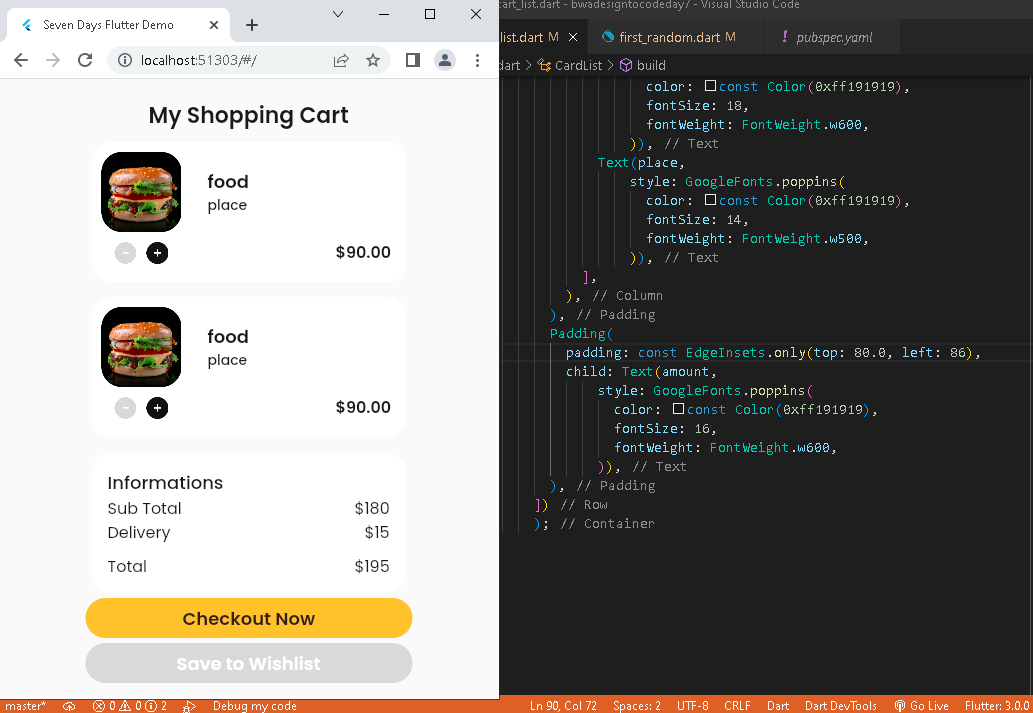 Seven Days Flutter Demo
localhost:51303/#/
My Shopping Cart
food
place
- +
$90.00
food
place
- +
$90.00
Informations
Sub Total $180
Delivery $15
Total $195
Checkout Now
Save to Wishlist
cart_list.dart - bwadesigntocodeday7 - Visual Studio Code
list.dart M first_random.dart M ! pubspec.yaml
dart > CardList > build
color: const Color(0xff191919),
fontSize: 18,
fontWeight: FontWeight.w600,
)), // Text
Text(place,
style: GoogleFonts.poppins(
color: const Color(0xff191919),
fontSize: 14,
fontWeight: FontWeight.w500,
)), // Text
],
), // Column
), // Padding
Padding(
padding: const EdgeInsets.only(top: 80.0, left: 86),
child: Text(amount,
style: GoogleFonts.poppins(
color: const Color(0xff191919),
fontSize: 16,
fontWeight: FontWeight.w600,
)), // Text
), // Padding
]) // Row
); // Container
master* 0 0 2 Debug my code Ln 90, Col 72 Spaces: 2 UTF-8 CRLF Dart Dart DevTools Go Live Flutter: 3.0.0